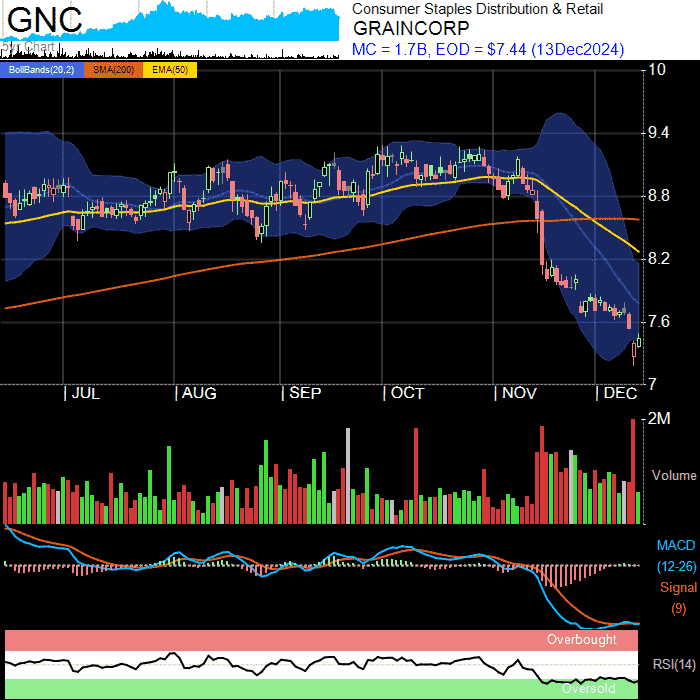 GNC
5yr Chart
Consumer Staples Distribution & Retail
GRAINCORP
MC = 1.7B, EOD = $7.44 (13Dec2024)
BollBands(20,2) SMA(200) EMA(50)
10
9.4
8.8
8.2
7.6
7
JUL AUG SEP OCT NOV DEC
2M
Volume
MACD
(12-26)
Signal
(9)
Overbought
RSI(14)
Oversold